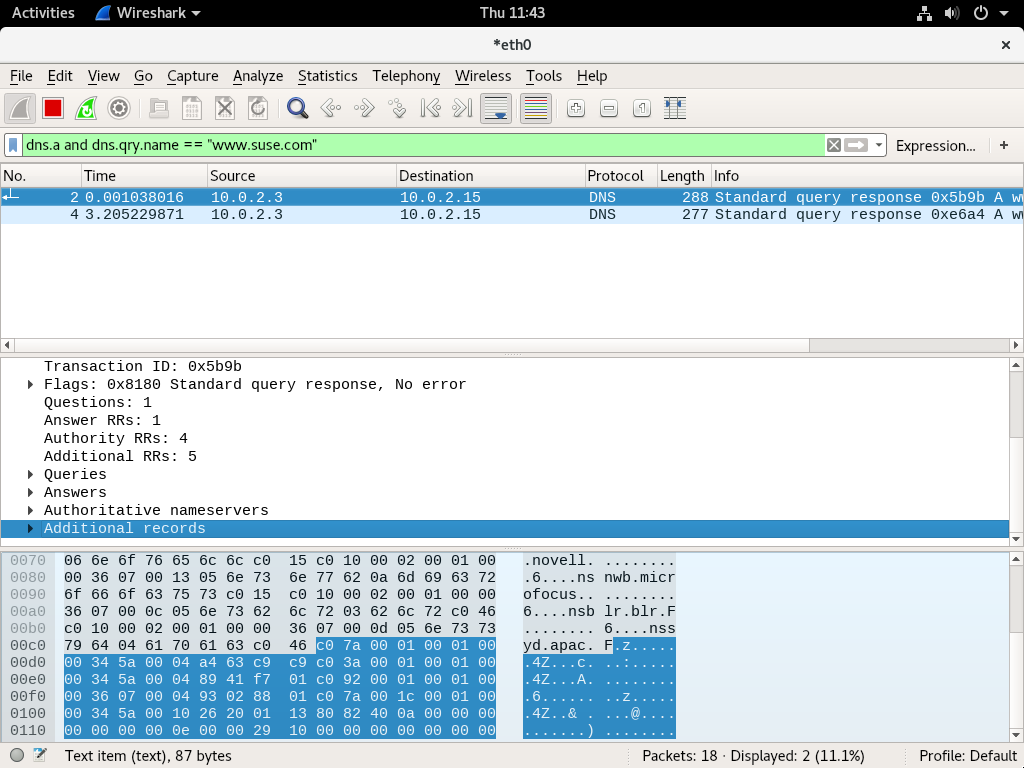 Activities Wireshark Thu 11:43
*eth0
File Edit View Go Capture Analyze Statistics Telephony Wireless Tools Help
dns.a and dns.qry.name == "www.suse.com" Expression... +
No. Time Source Destination Protocol Length Info
2 0.001038016 10.0.2.3 10.0.2.15 DNS 288 Standard query response 0x5b9b A w
4 3.205229871 10.0.2.3 10.0.2.15 DNS 277 Standard query response 0xe6a4 A w
Transaction ID: 0x5b9b
Flags: 0x8180 Standard query response, No error
Questions: 1
Answer RRs: 1
Authority RRs: 4
Additional RRs: 5
Queries
Answers
Authoritative nameservers
Additional records
0070 06 6e 6f 76 65 6c 6c c0 15 c0 10 00 02 00 01 00 .novell. ........
0080 00 36 07 00 13 05 6e 73 6e 77 62 0a 6d 69 63 72 .6....ns nwb.micr
0090 6f 66 6f 63 75 73 c0 15 c0 10 00 02 00 01 00 00 ofocus.. ........
00a0 36 07 00 0c 05 6e 73 62 6c 72 03 62 6c 72 c0 46 6....nsb lr.blr.F
00b0 c0 10 00 02 00 01 00 00 36 07 00 0d 05 6e 73 73 ........ 6....nss
00c0 79 64 04 61 70 61 63 c0 46 c0 7a 00 01 00 01 00 yd.apac. F.z.....
00d0 00 34 5a 00 04 a4 63 c9 c9 c0 3a 00 01 00 01 00 .4Z...c. ..:.....
00e0 00 34 5a 00 04 89 41 f7 01 c0 92 00 01 00 01 00 .4Z...A. ........
00f0 00 36 07 00 04 93 02 88 01 c0 7a 00 1c 00 01 00 .6...... ..z.....
0100 00 34 5a 00 10 26 20 01 13 80 82 40 0a 00 00 00 .4Z..& . ...@....
0110 00 00 00 00 0e 00 00 29 10 00 00 00 00 00 00 00 .......) ........
Text item (text), 87 bytes Packets: 18 · Displayed: 2 (11.1%) Profile: Default